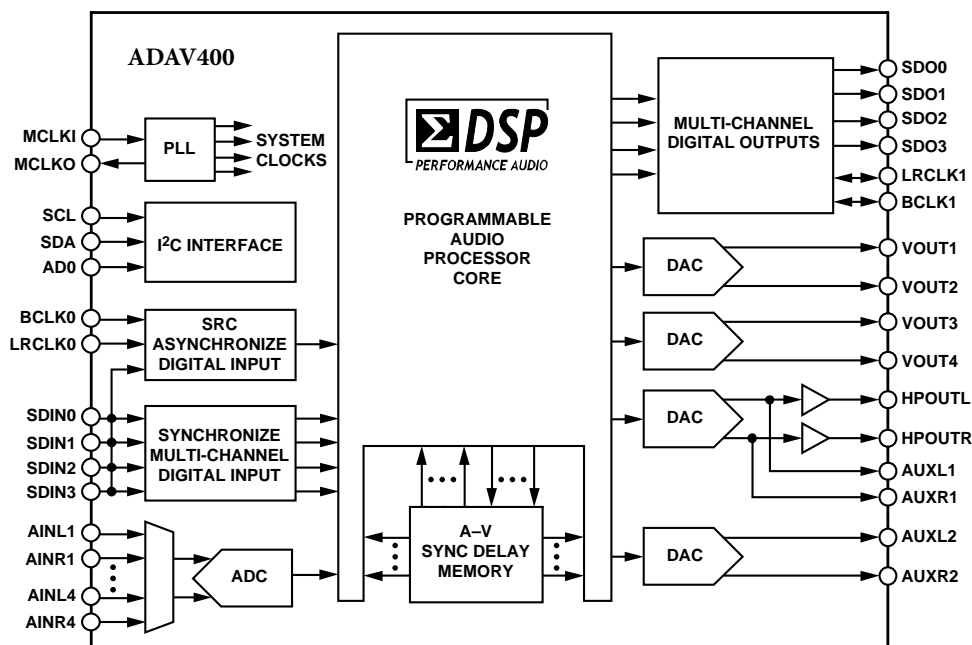 ADAV400
MCLKI
MCLKO
PLL
SYSTEM
CLOCKS
SCL
SDA
AD0
I²C INTERFACE
BCLK0
LRCLK0
SRC
ASYNCHRONIZE
DIGITAL INPUT
SDIN0
SDIN1
SDIN2
SDIN3
SYNCHRONIZE
MULTI-CHANNEL
DIGITAL INPUT
AINL1
AINR1
AINL4
AINR4
ADC
ΣDSP
PERFORMANCE AUDIO
PROGRAMMABLE
AUDIO
PROCESSOR
CORE
A–V
SYNC DELAY
MEMORY
MULTI-CHANNEL
DIGITAL OUTPUTS
SDO0
SDO1
SDO2
SDO3
LRCLK1
BCLK1
DAC
VOUT1
VOUT2
DAC
VOUT3
VOUT4
DAC
HPOUTL
HPOUTR
AUXL1
AUXR1
DAC
AUXL2
AUXR2